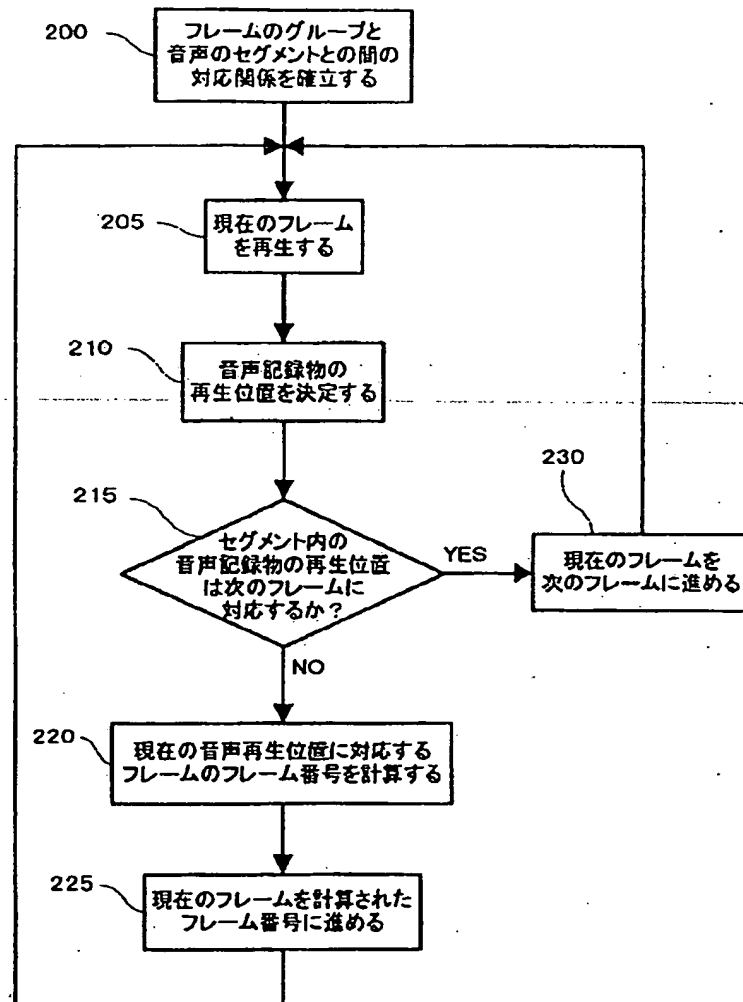 200
フレームのグループと
音声のセグメントとの間の
対応関係を確立する
205
現在のフレーム
を再生する
210
音声記録物の
再生位置を決定する
215
セグメント内の
音声記録物の再生位置
は次のフレームに
対応するか？
YES
230
現在のフレームを
次のフレームに進める
NO
220
現在の音声再生位置に対応する
フレームのフレーム番号を計算する
225
現在のフレームを計算された
フレーム番号に進める